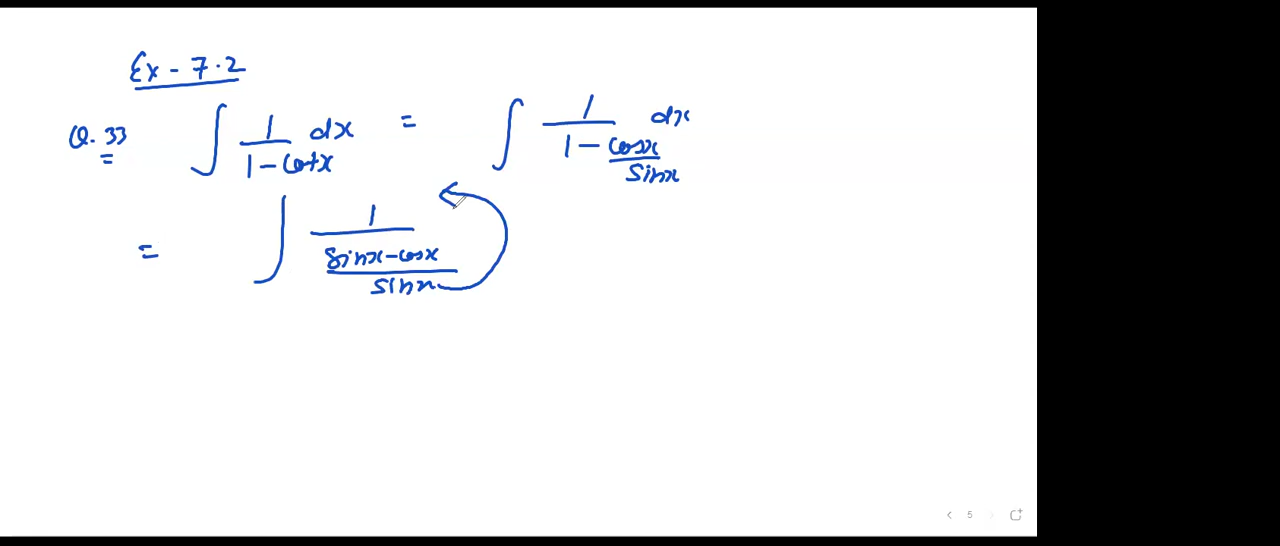 Ex - 7.2
Q. 33 ∫ 1/(1 - cotx) dx = ∫ 1/(1 - cosx/sinx) dx
= ∫ 1/((sinx - cosx)/sinx)
5